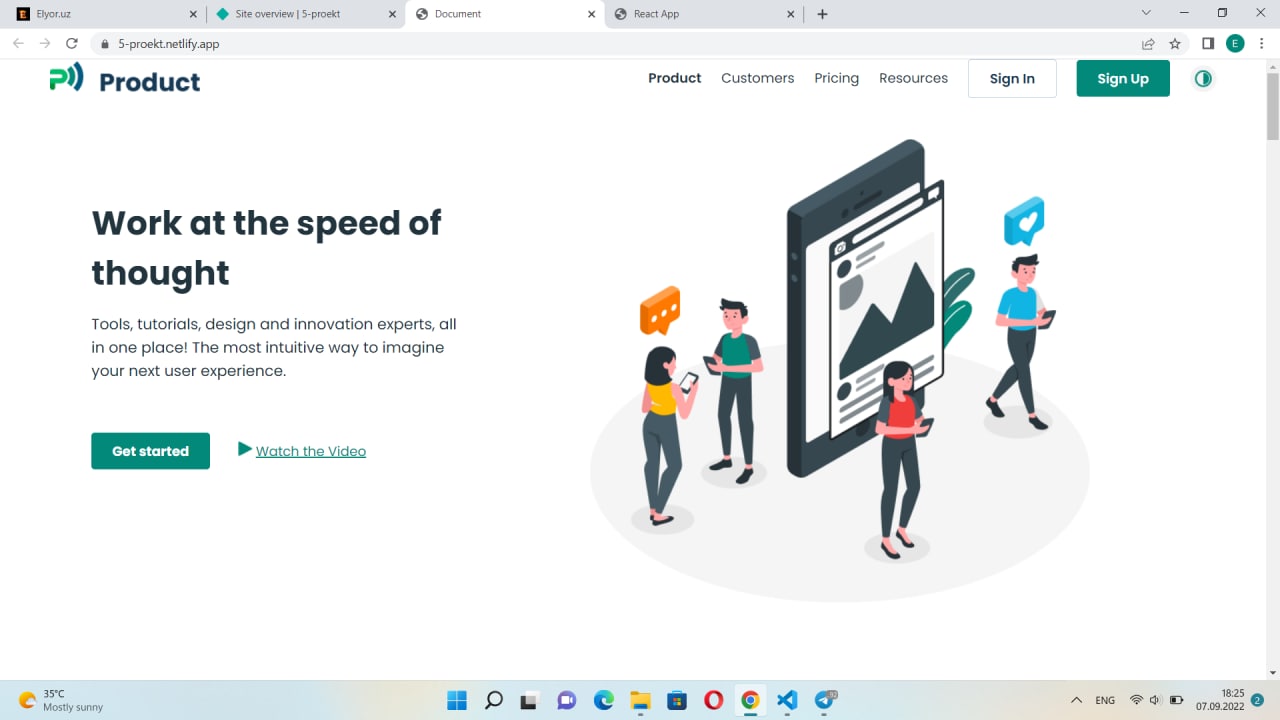 Elyor.uz
Site overview | 5-proekt
Document
React App
5-proekt.netlify.app
E
Product
Product Customers Pricing Resources Sign In Sign Up
Work at the speed of
thought
Tools, tutorials, design and innovation experts, all
in one place! The most intuitive way to imagine
your next user experience.
Get started
Watch the Video
35°C
Mostly sunny
ENG
18:25
07.09.2022
2